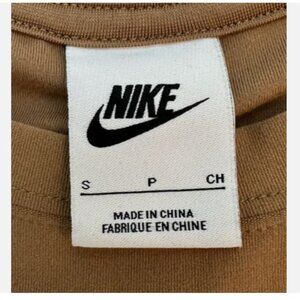 NIKE
S P CH
MADE IN CHINA
FABRIQUE EN CHINE